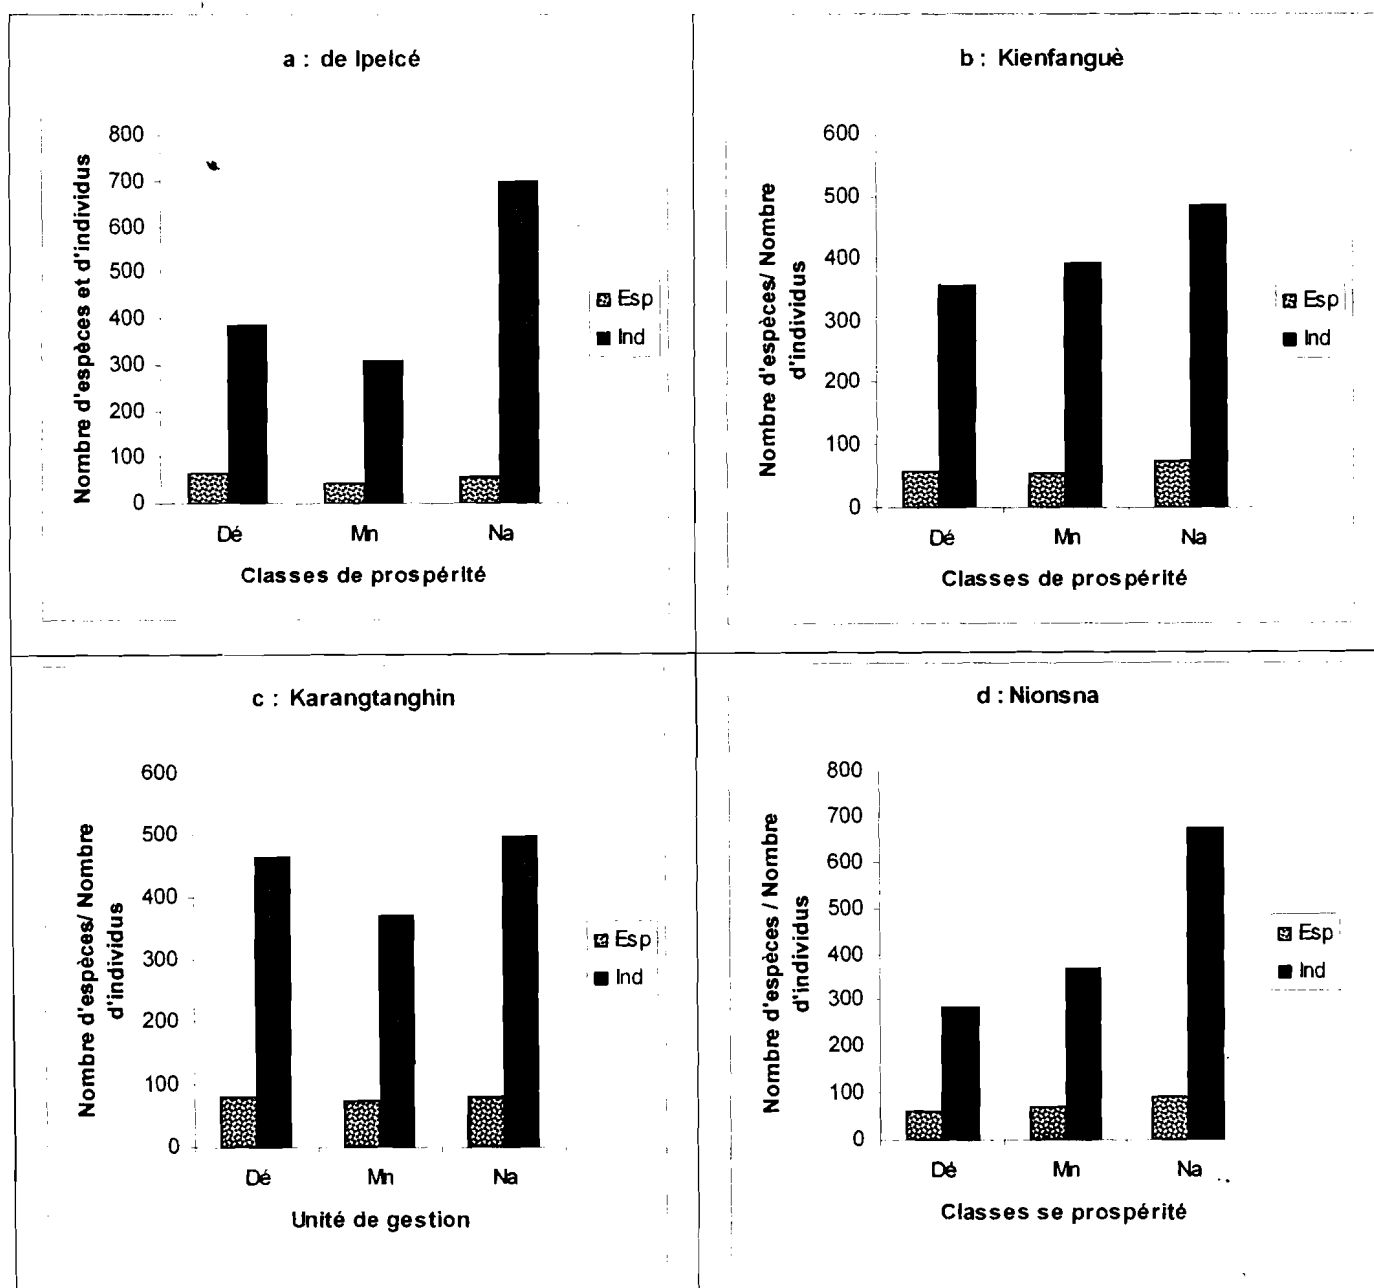 a : de Ipelcé
Nombre d'espèces et d'individus
800
700
600
500
400
300
200
100
0
Dé Mn Na
Classes de prospérité
Esp
Ind
b : Kienfanguè
Nombre d'espèces/ Nombre
d'individus
600
500
400
300
200
100
0
Dé Mn Na
Classes de prospérité
Esp
Ind
c : Karangtanghin
Nombre d'espèces/ Nombre
d'individus
600
500
400
300
200
100
0
Dé Mn Na
Unité de gestion
Esp
Ind
d : Nionsna
Nombre d'espèces / Nombre
d'individus
800
700
600
500
400
300
200
100
0
Dé Mn Na
Classes se prospérité
Esp
Ind